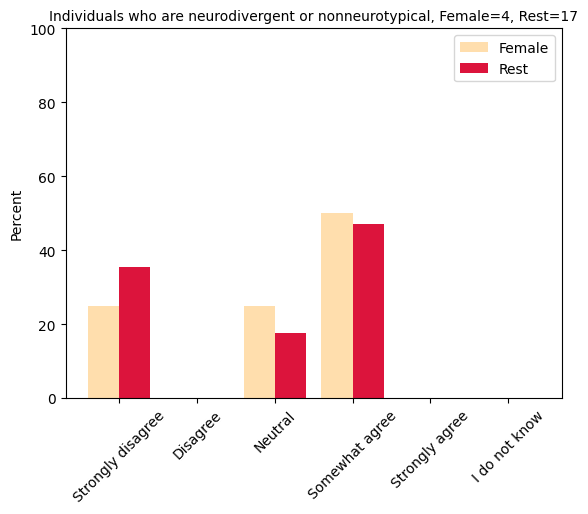 Individuals who are neurodivergent or nonneurotypical, Female=4, Rest=17
100
80
60
40
20
0
Percent
Female
Rest
Strongly disagree
Disagree
Neutral
Somewhat agree
Strongly agree
I do not know